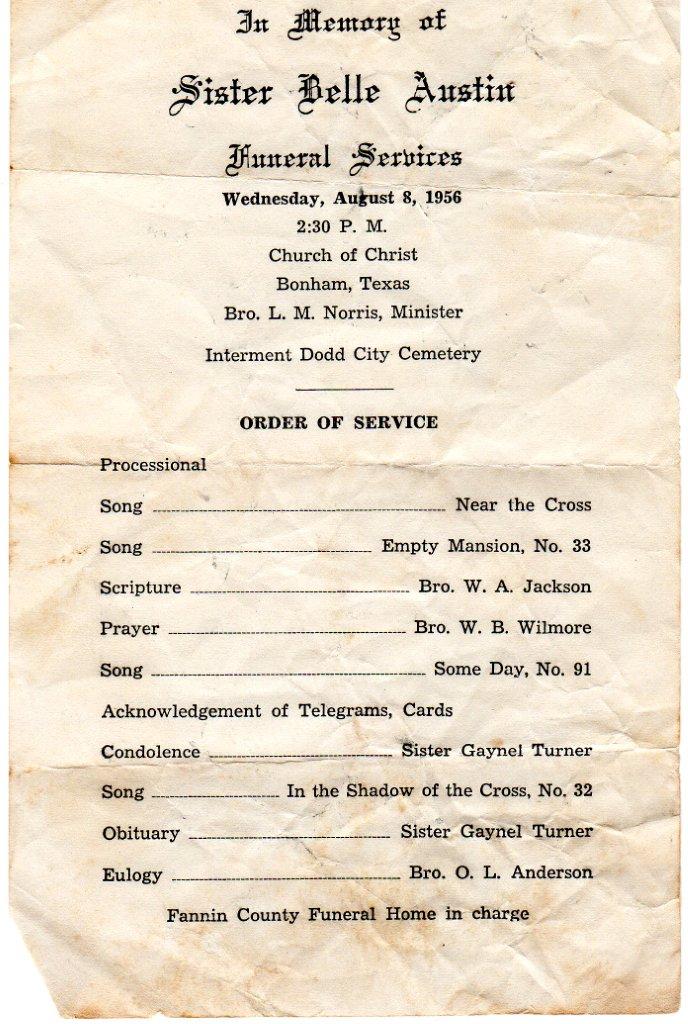 In Memory of
Sister Belle Austin
Funeral Services
Wednesday, August 8, 1956
2:30 P. M.
Church of Christ
Bonham, Texas
Bro. L. M. Norris, Minister
Interment Dodd City Cemetery
ORDER OF SERVICE
Processional
Song Near the Cross
Song Empty Mansion, No. 33
Scripture Bro. W. A. Jackson
Prayer Bro. W. B. Wilmore
Song Some Day, No. 91
Acknowledgement of Telegrams, Cards
Condolence Sister Gaynel Turner
Song In the Shadow of the Cross, No. 32
Obituary Sister Gaynel Turner
Eulogy Bro. O. L. Anderson
Fannin County Funeral Home in charge